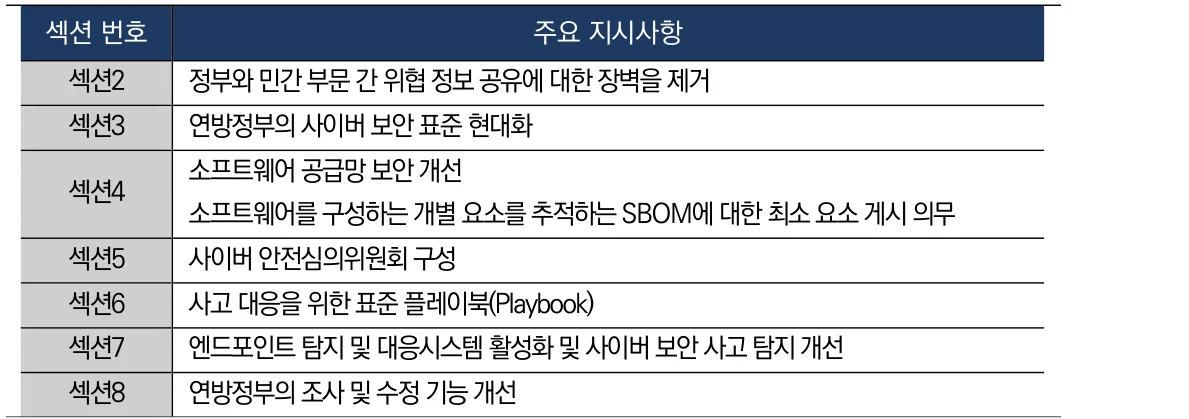 섹션 번호 주요 지시사항
섹션2 정부와 민간 부문 간 위협 정보 공유에 대한 장벽을 제거
섹션3 연방정부의 사이버 보안 표준 현대화
섹션4 소프트웨어 공급망 보안 개선
소프트웨어를 구성하는 개별 요소를 추적하는 SBOM에 대한 최소 요소 게시 의무
섹션5 사이버 안전심의위원회 구성
섹션6 사고 대응을 위한 표준 플레이북(Playbook)
섹션7 엔드포인트 탐지 및 대응시스템 활성화 및 사이버 보안 사고 탐지 개선
섹션8 연방정부의 조사 및 수정 기능 개선